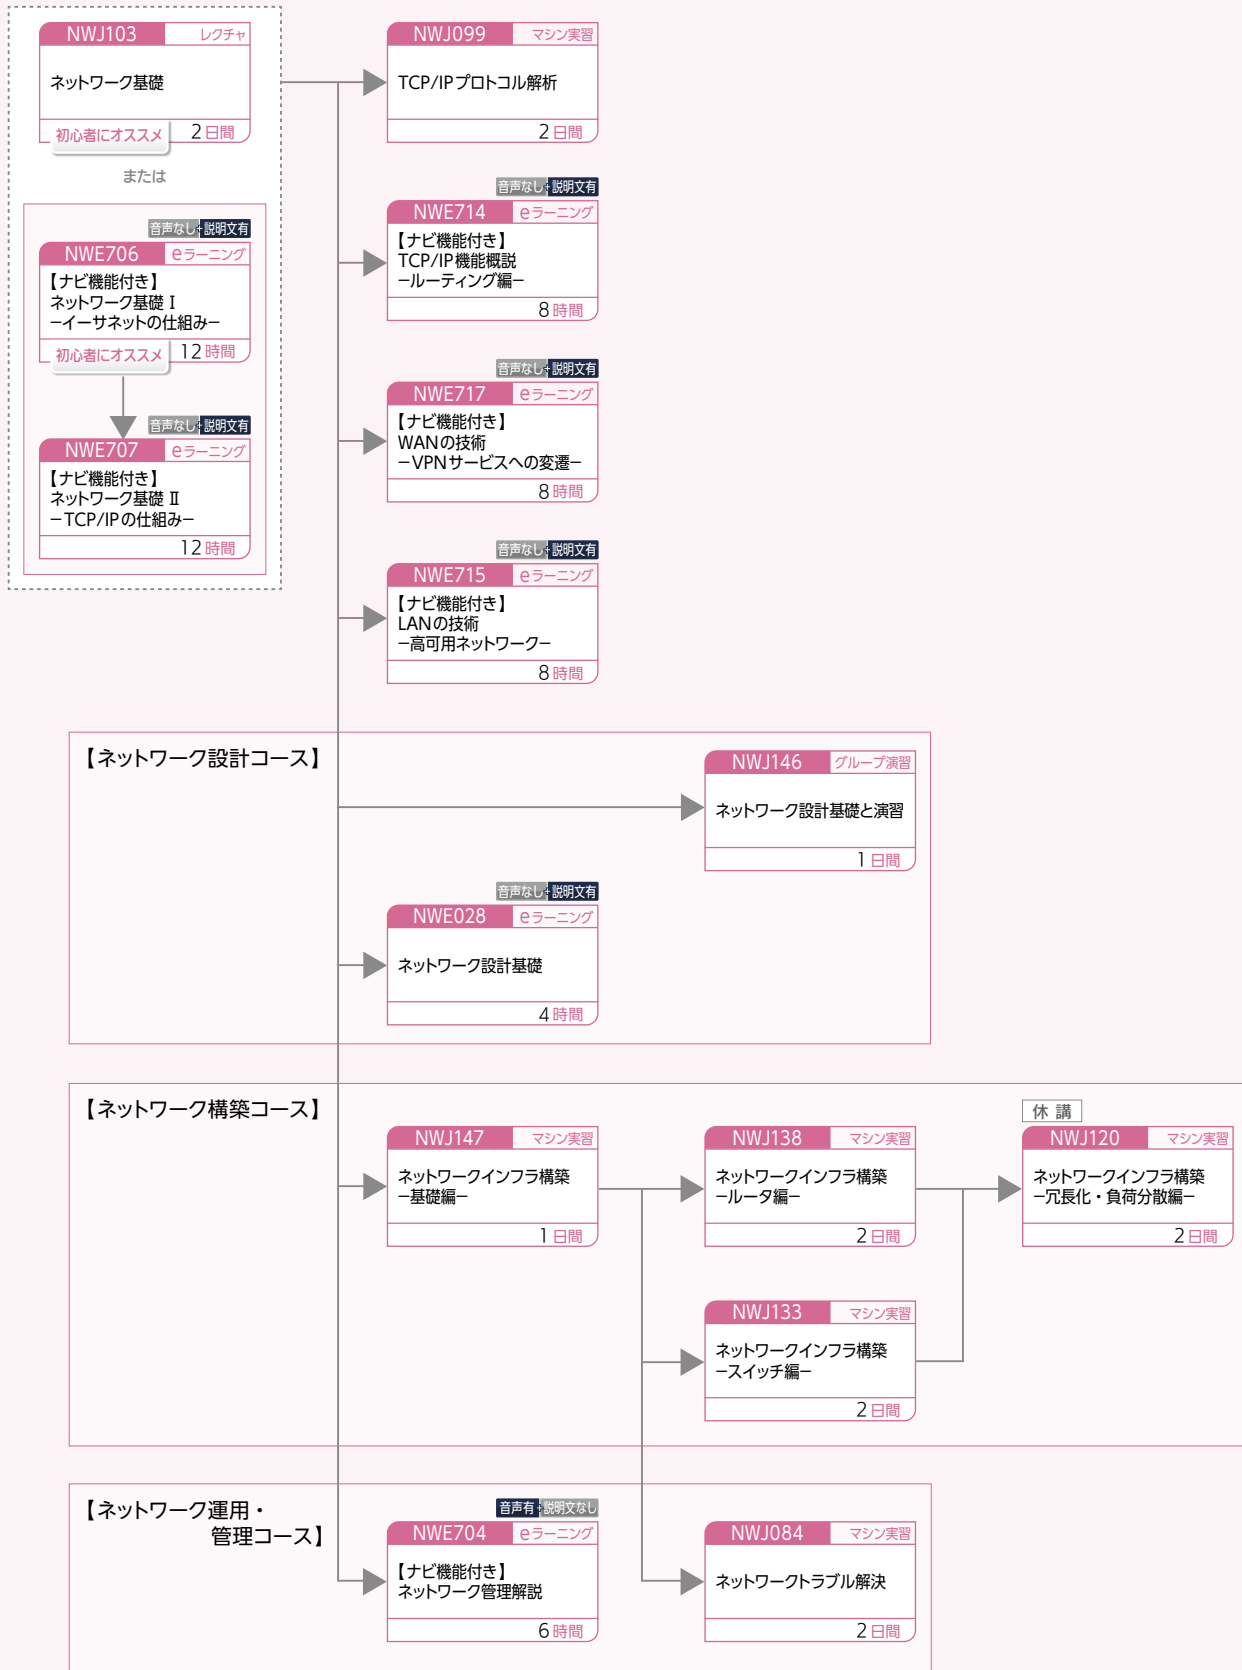 NWJ103 レクチャ
ネットワーク基礎
初心者にオススメ 2日間
または
音声なし+説明文有
NWE706 eラーニング
【ナビ機能付き】
ネットワーク基礎 I
−イーサネットの仕組み−
初心者にオススメ 12時間
音声なし+説明文有
NWE707 eラーニング
【ナビ機能付き】
ネットワーク基礎 II
−TCP/IPの仕組み−
12時間
NWJ099 マシン実習
TCP/IPプロトコル解析
2日間
音声なし+説明文有
NWE714 eラーニング
【ナビ機能付き】
TCP/IP機能概説
−ルーティング編−
8時間
音声なし+説明文有
NWE717 eラーニング
【ナビ機能付き】
WANの技術
−VPNサービスへの変遷−
8時間
音声なし+説明文有
NWE715 eラーニング
【ナビ機能付き】
LANの技術
−高可用ネットワーク−
8時間
【ネットワーク設計コース】
NWJ146 グループ演習
ネットワーク設計基礎と演習
1日間
音声なし+説明文有
NWE028 eラーニング
ネットワーク設計基礎
4時間
【ネットワーク構築コース】
NWJ147 マシン実習
ネットワークインフラ構築
−基礎編−
1日間
NWJ138 マシン実習
ネットワークインフラ構築
−ルータ編−
2日間
休講
NWJ120 マシン実習
ネットワークインフラ構築
−冗長化・負荷分散編−
2日間
NWJ133 マシン実習
ネットワークインフラ構築
−スイッチ編−
2日間
【ネットワーク運用・
管理コース】
音声有+説明文なし
NWE704 eラーニング
【ナビ機能付き】
ネットワーク管理解説
6時間
NWJ084 マシン実習
ネットワークトラブル解決
2日間